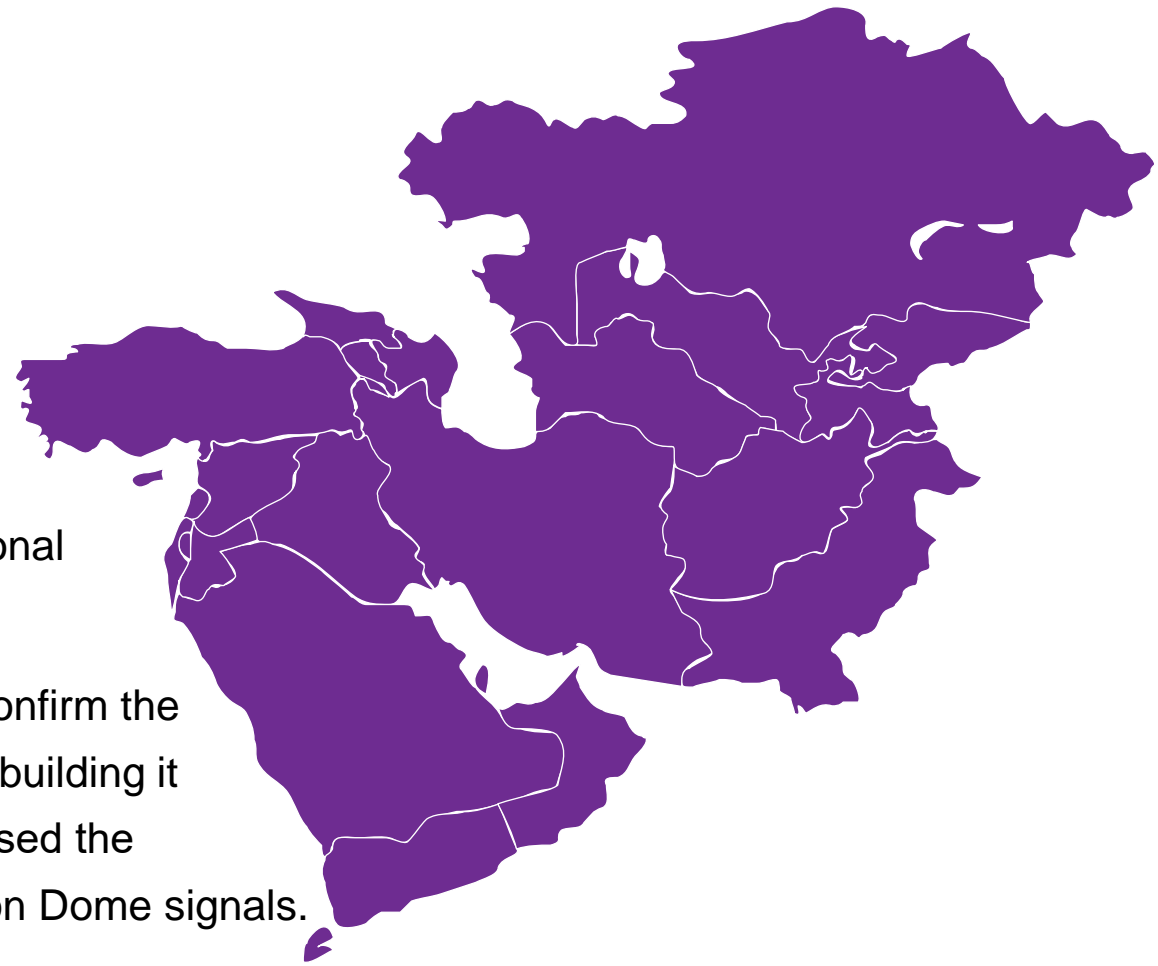 onal
onfirm the
building it
sed the
on Dome signals.